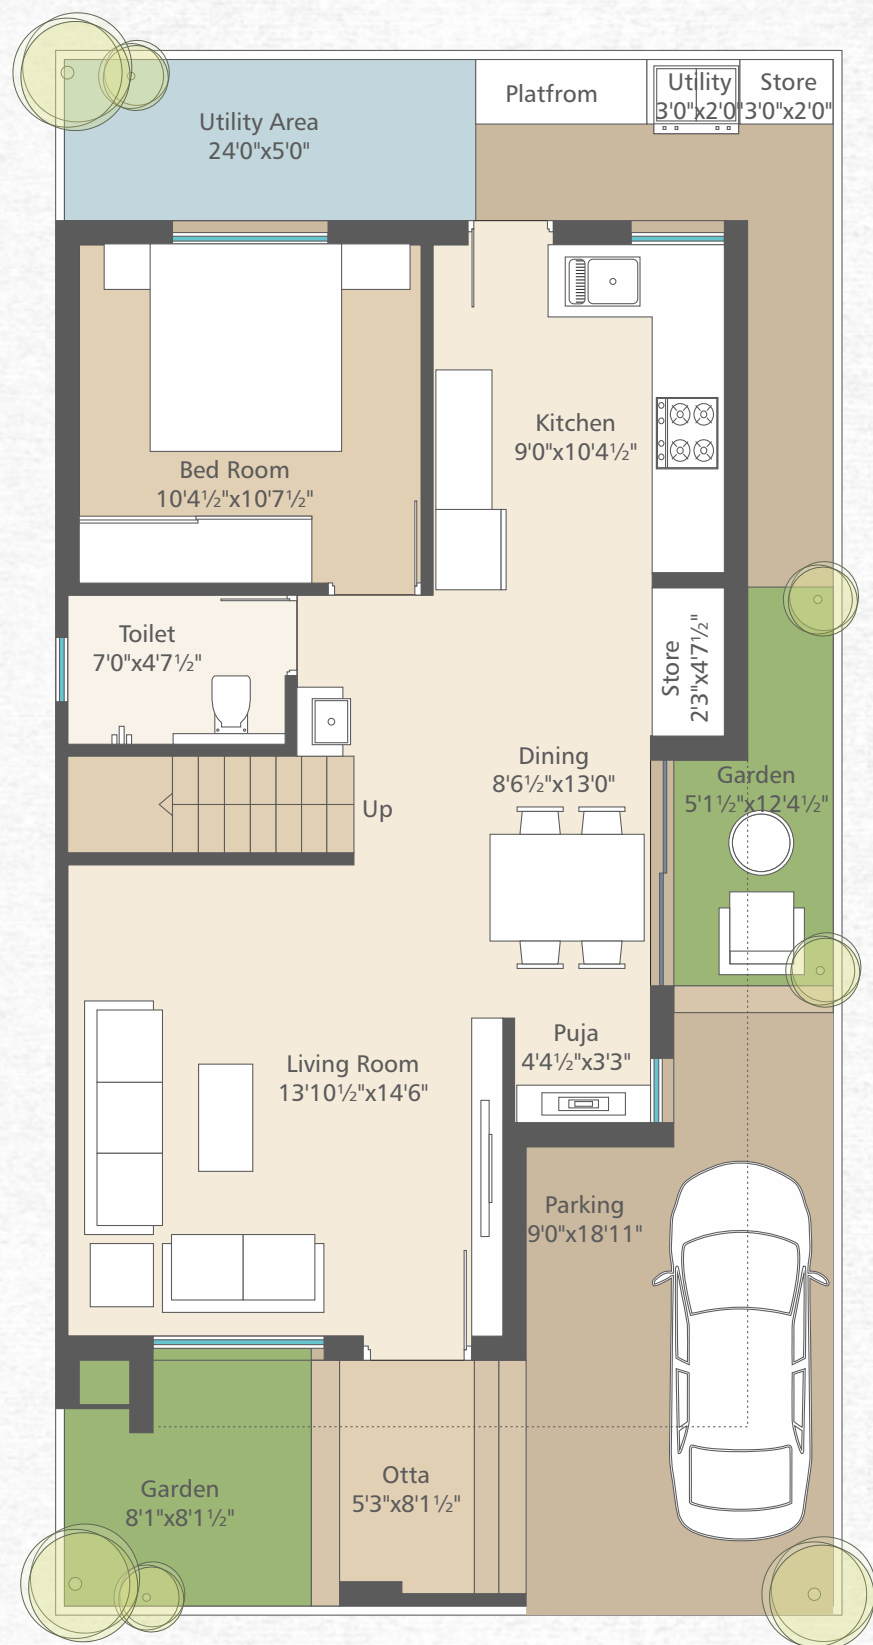 Platfrom
Utility
3'0"x2'0"
Store
3'0"x2'0"
Utility Area
24'0"x5'0"
Kitchen
9'0"x10'4½"
Bed Room
10'4½"x10'7½"
Toilet
7'0"x4'7½"
Store
2'3"x4'7½"
Dining
8'6½"x13'0"
Garden
5'1½"x12'4½"
Up
Puja
4'4½"x3'3"
Living Room
13'10½"x14'6"
Parking
9'0"x18'11"
Otta
5'3"x8'1½"
Garden
8'1"x8'1½"